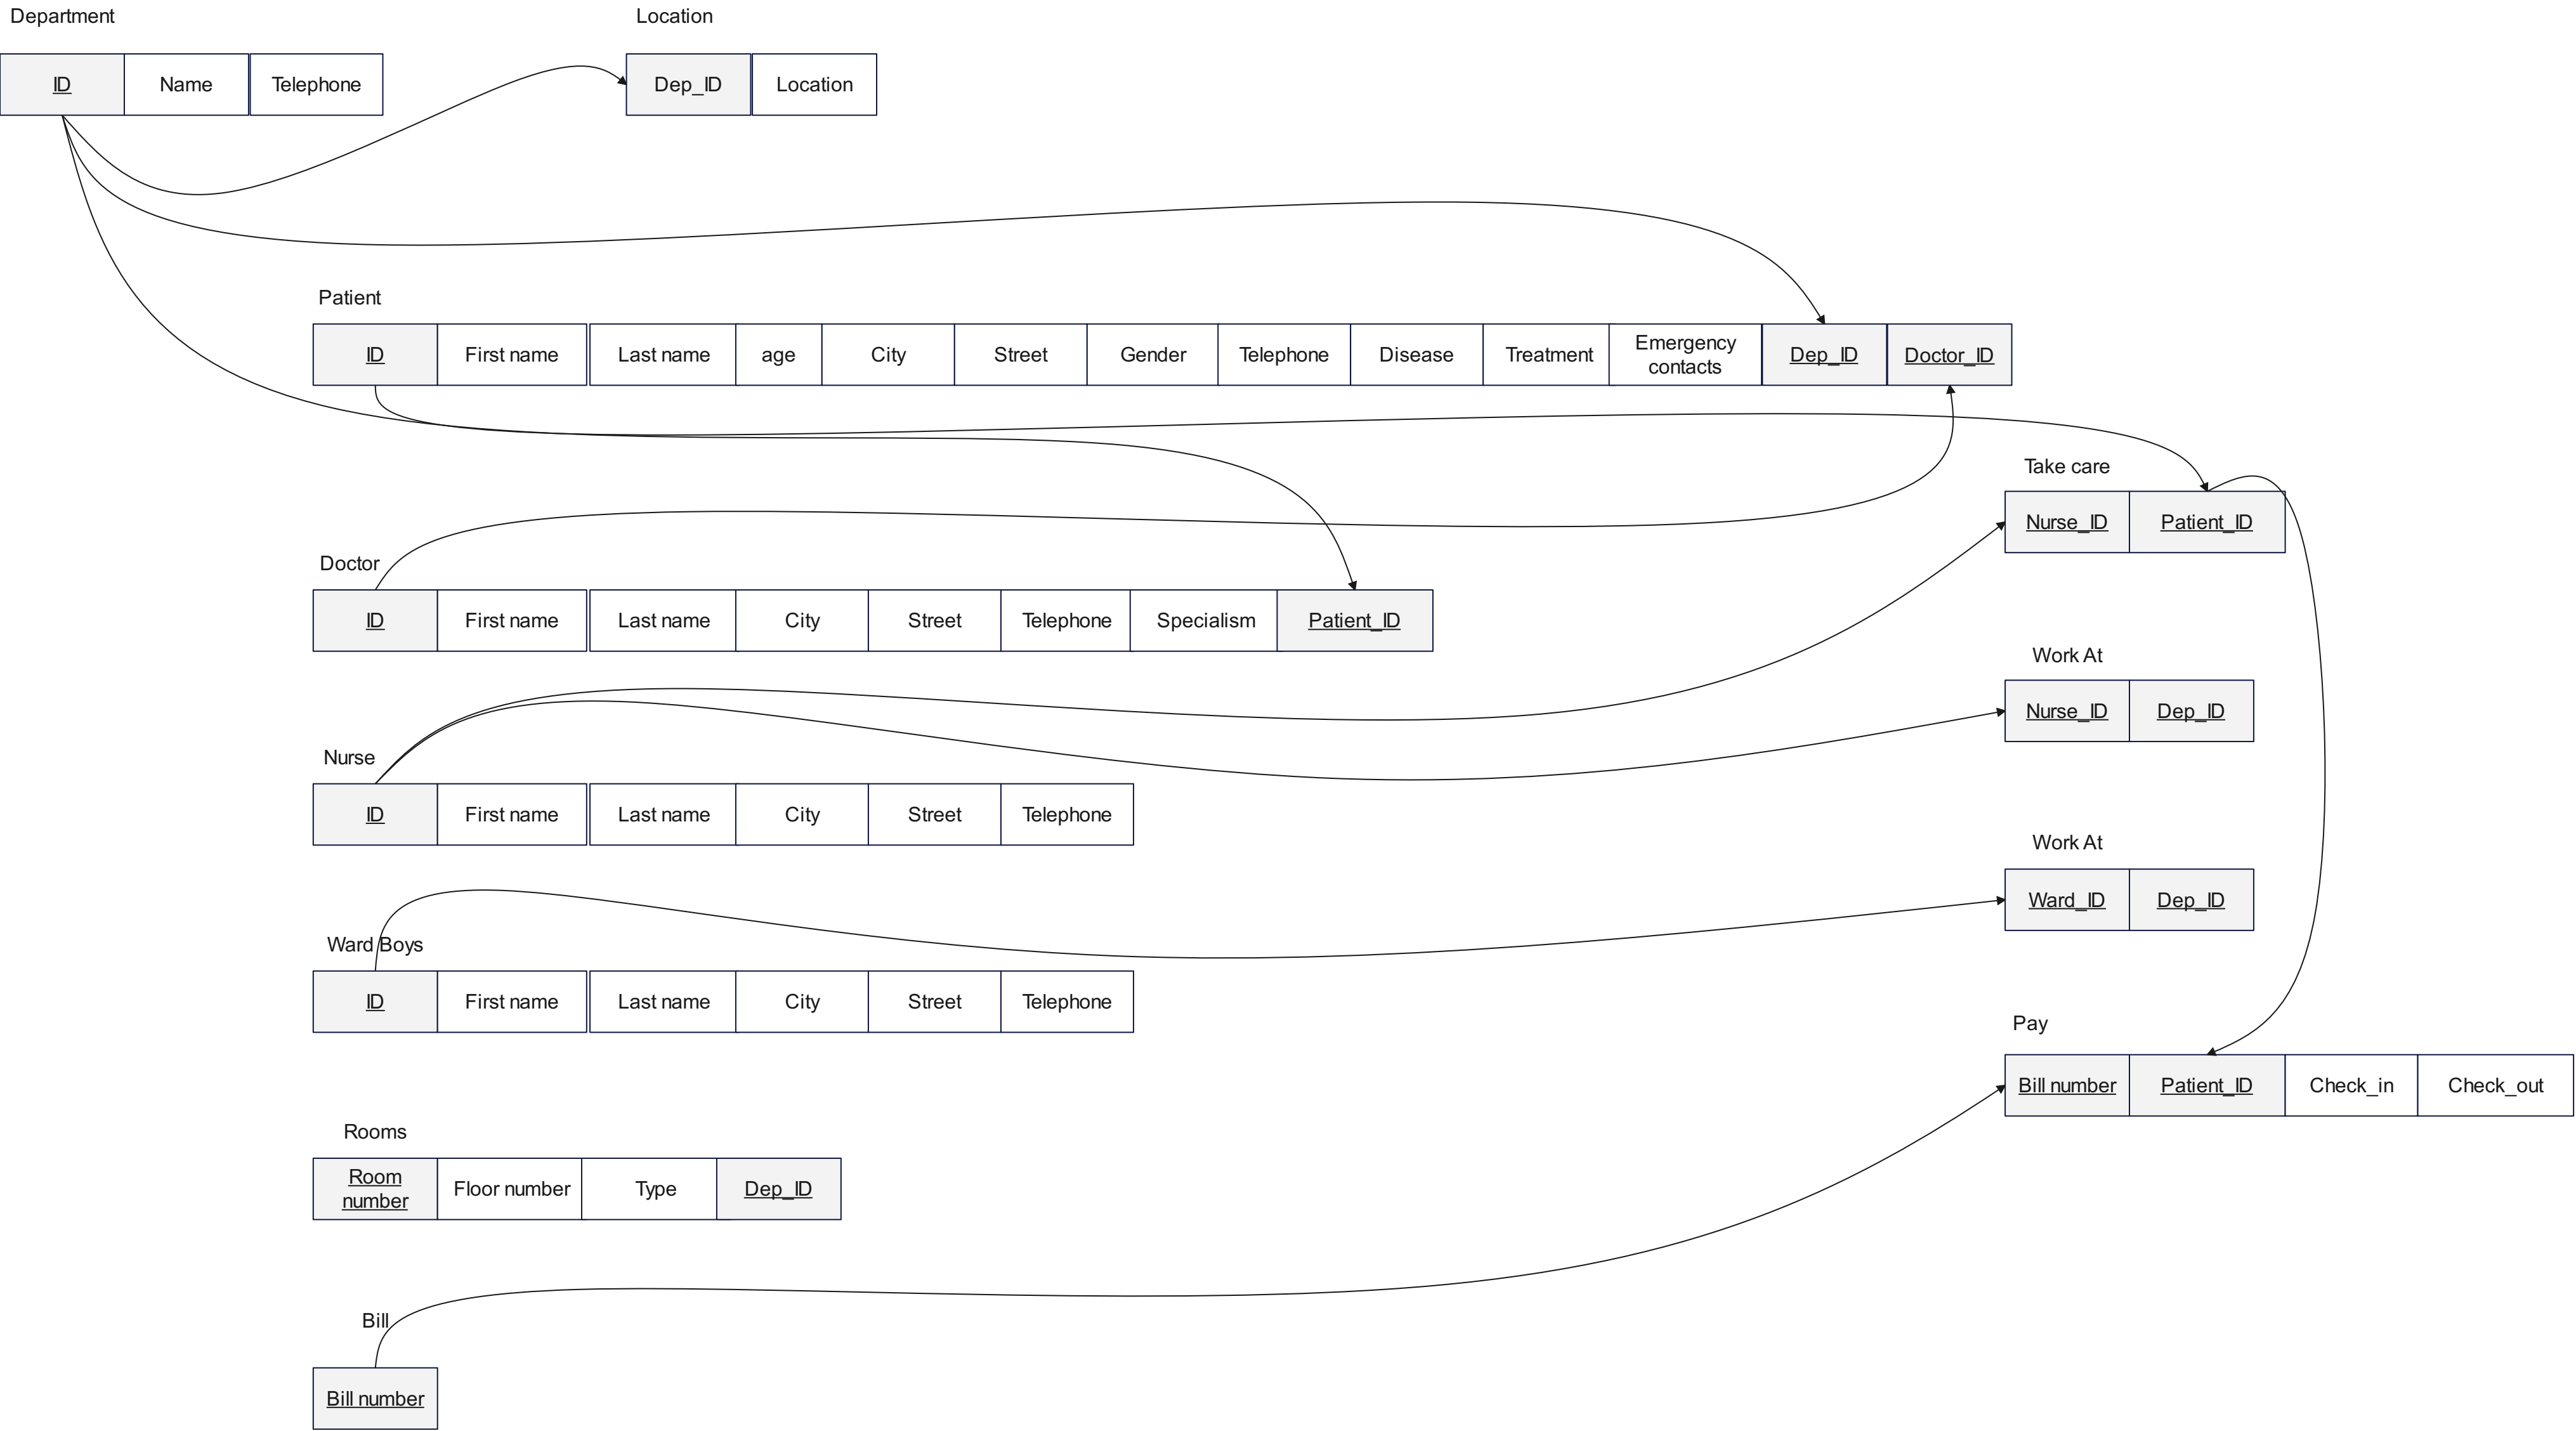 Department
Location
ID
Name
Telephone
Dep_ID
Location
Patient
ID
First name
Last name
age
City
Street
Gender
Telephone
Disease
Treatment
Emergency
contacts
Dep_ID
Doctor_ID
Take care
Nurse_ID
Patient_ID
Doctor
ID
First name
Last name
City
Street
Telephone
Specialism
Patient_ID
Work At
Nurse_ID
Dep_ID
Nurse
ID
First name
Last name
City
Street
Telephone
Work At
Ward_ID
Dep_ID
Ward Boys
ID
First name
Last name
City
Street
Telephone
Pay
Bill number
Patient_ID
Check_in
Check_out
Rooms
Room
number
Floor number
Type
Dep_ID
Bill
Bill number